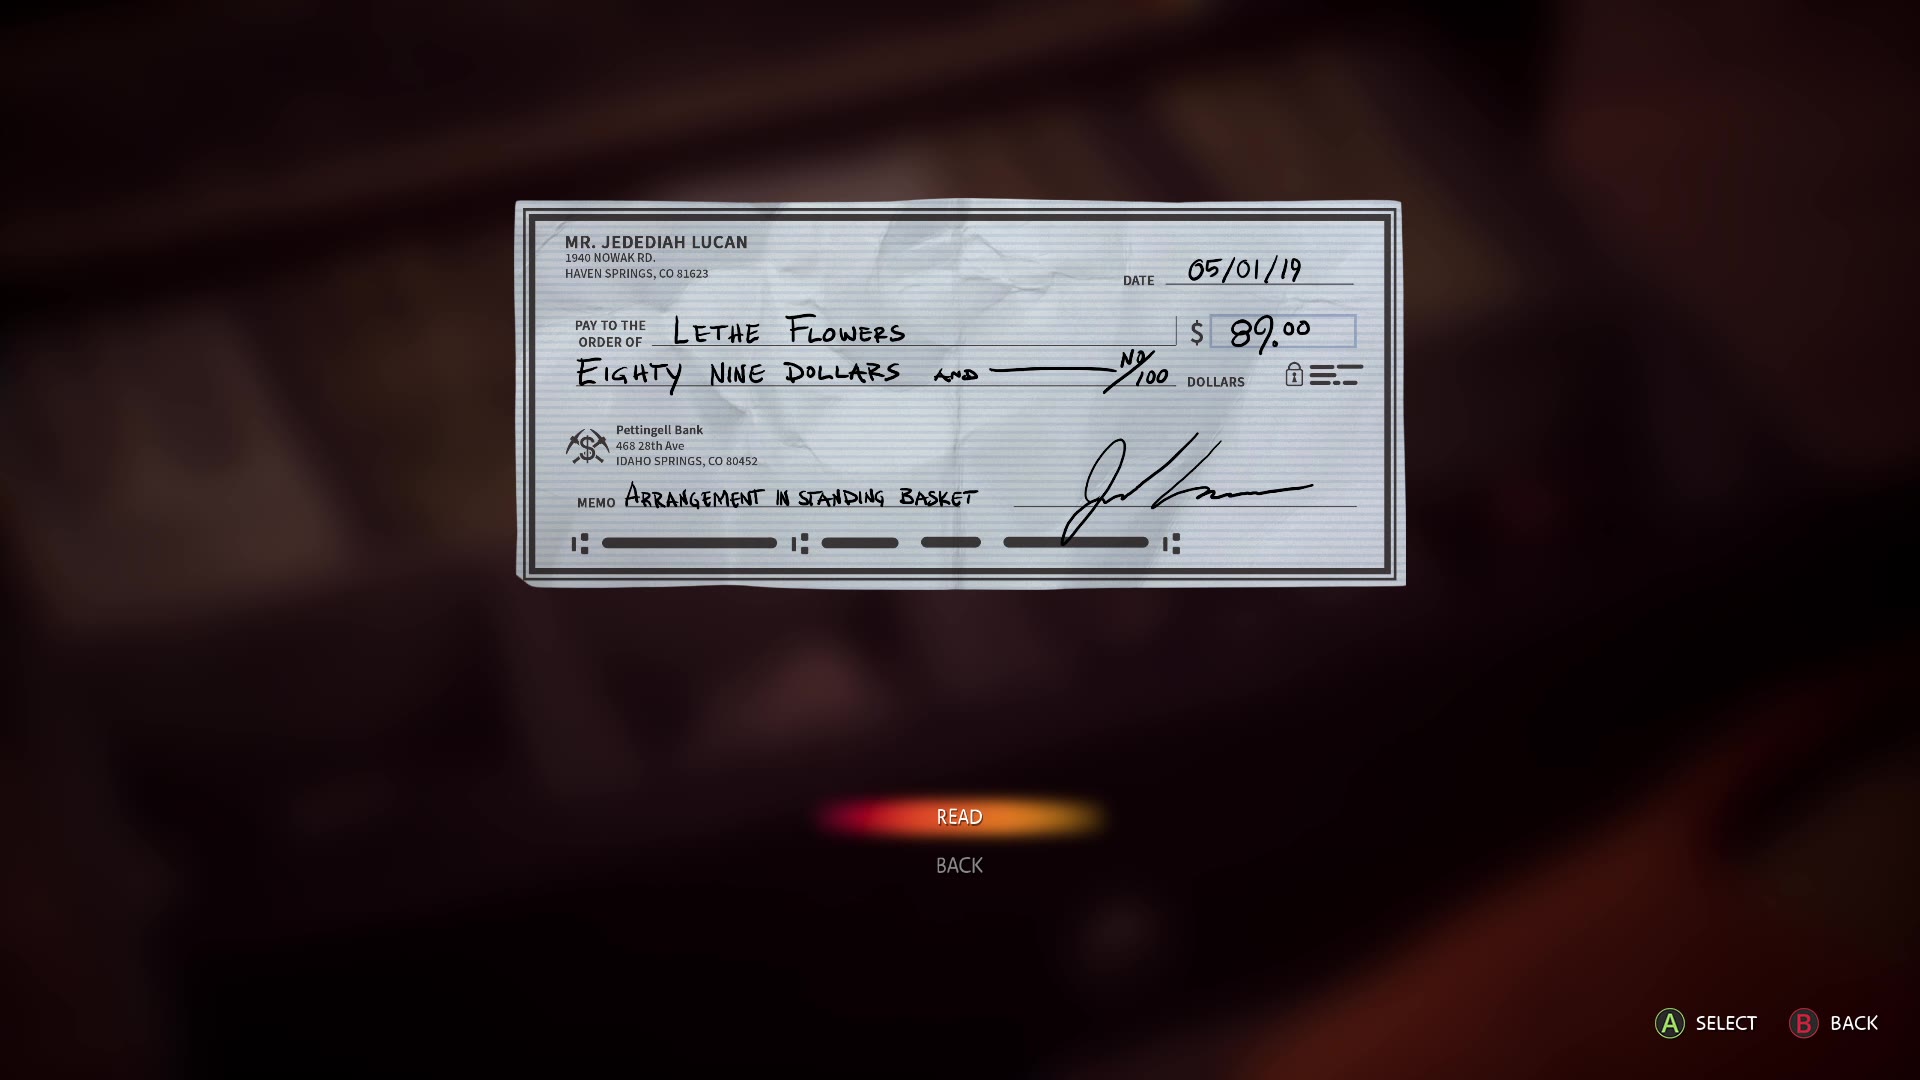 MR. JEDEDIAH LUCAN
1940 NOWAK RD.
HAVEN SPRINGS, CO 81623
DATE 05/01/19
PAY TO THE
ORDER OF LETHE FLOWERS $ 89.00
EIGHTY NINE DOLLARS AND NO/100 DOLLARS
Pettingell Bank
468 28th Ave
IDAHO SPRINGS, CO 80452
MEMO ARRANGEMENT IN STANDING BASKET
READ
BACK
A SELECT B BACK